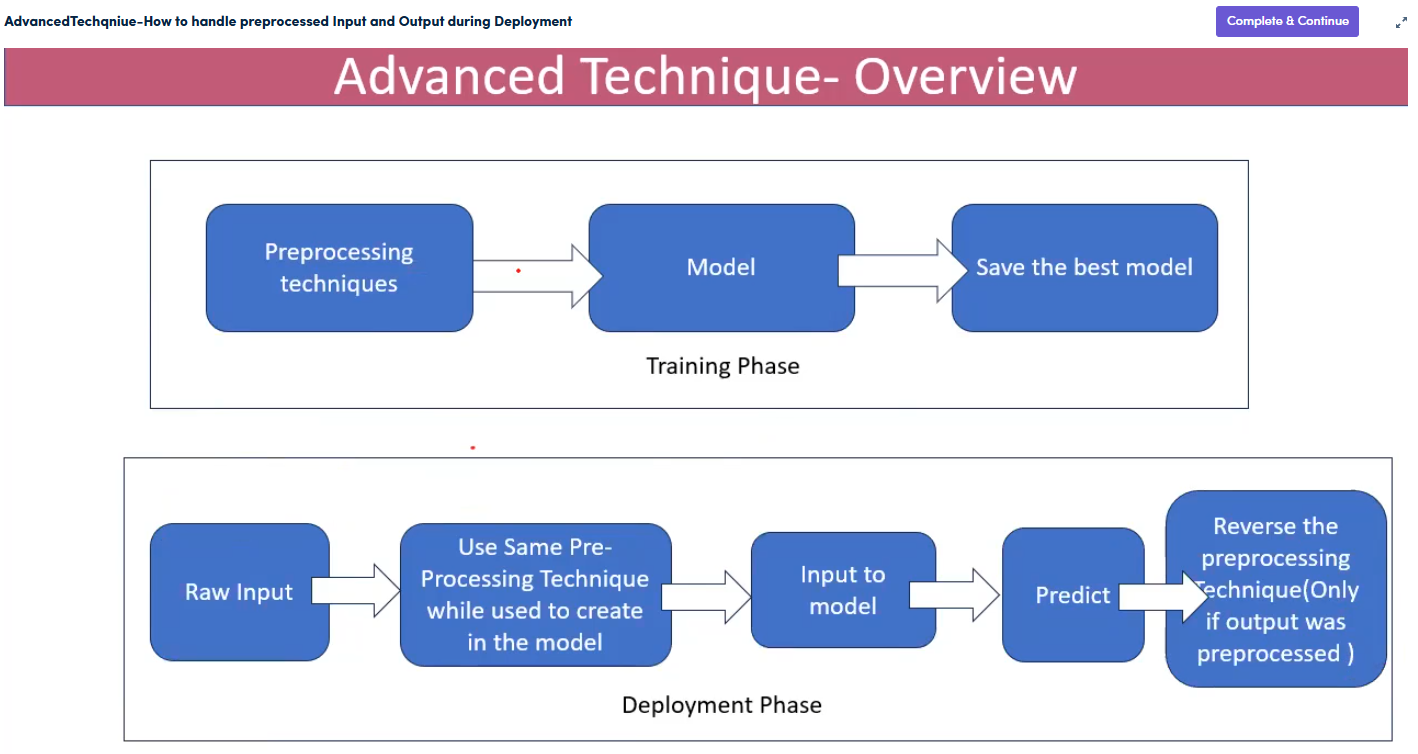 AdvancedTechqniue-How to handle preprocessed Input and Output during Deployment
Complete & Continue
Advanced Technique- Overview
Preprocessing
techniques
Model
Save the best model
Training Phase
Raw Input
Use Same Pre-
Processing Technique
while used to create
in the model
Input to
model
Predict
Reverse the
preprocessing
Technique(Only
if output was
preprocessed )
Deployment Phase